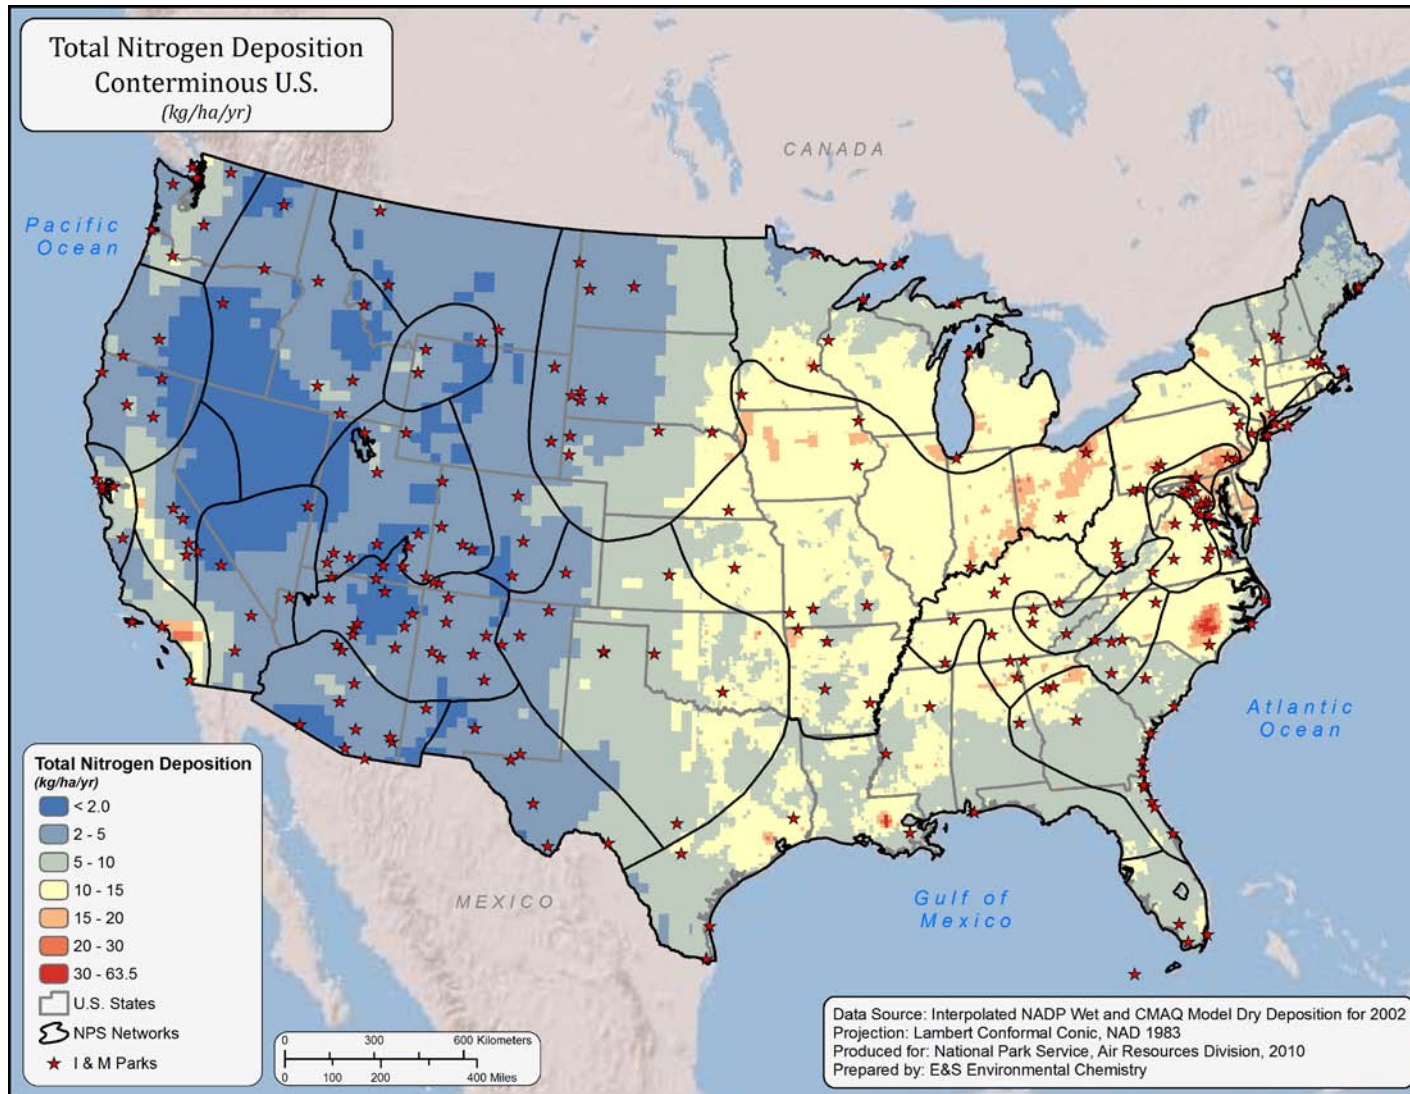 Total Nitrogen Deposition
Conterminous U.S.
(kg/ha/yr)
CANADA
Pacific
Ocean
Atlantic
Ocean
Gulf of
Mexico
MEXICO
Total Nitrogen Deposition
(kg/ha/yr)
< 2.0
2 - 5
5 - 10
10 - 15
15 - 20
20 - 30
30 - 63.5
U.S. States
NPS Networks
I & M Parks
0 300 600 Kilometers
0 100 200 400 Miles
Data Source: Interpolated NADP Wet and CMAQ Model Dry Deposition for 2002
Projection: Lambert Conformal Conic, NAD 1983
Produced for: National Park Service, Air Resources Division, 2010
Prepared by: E&S Environmental Chemistry